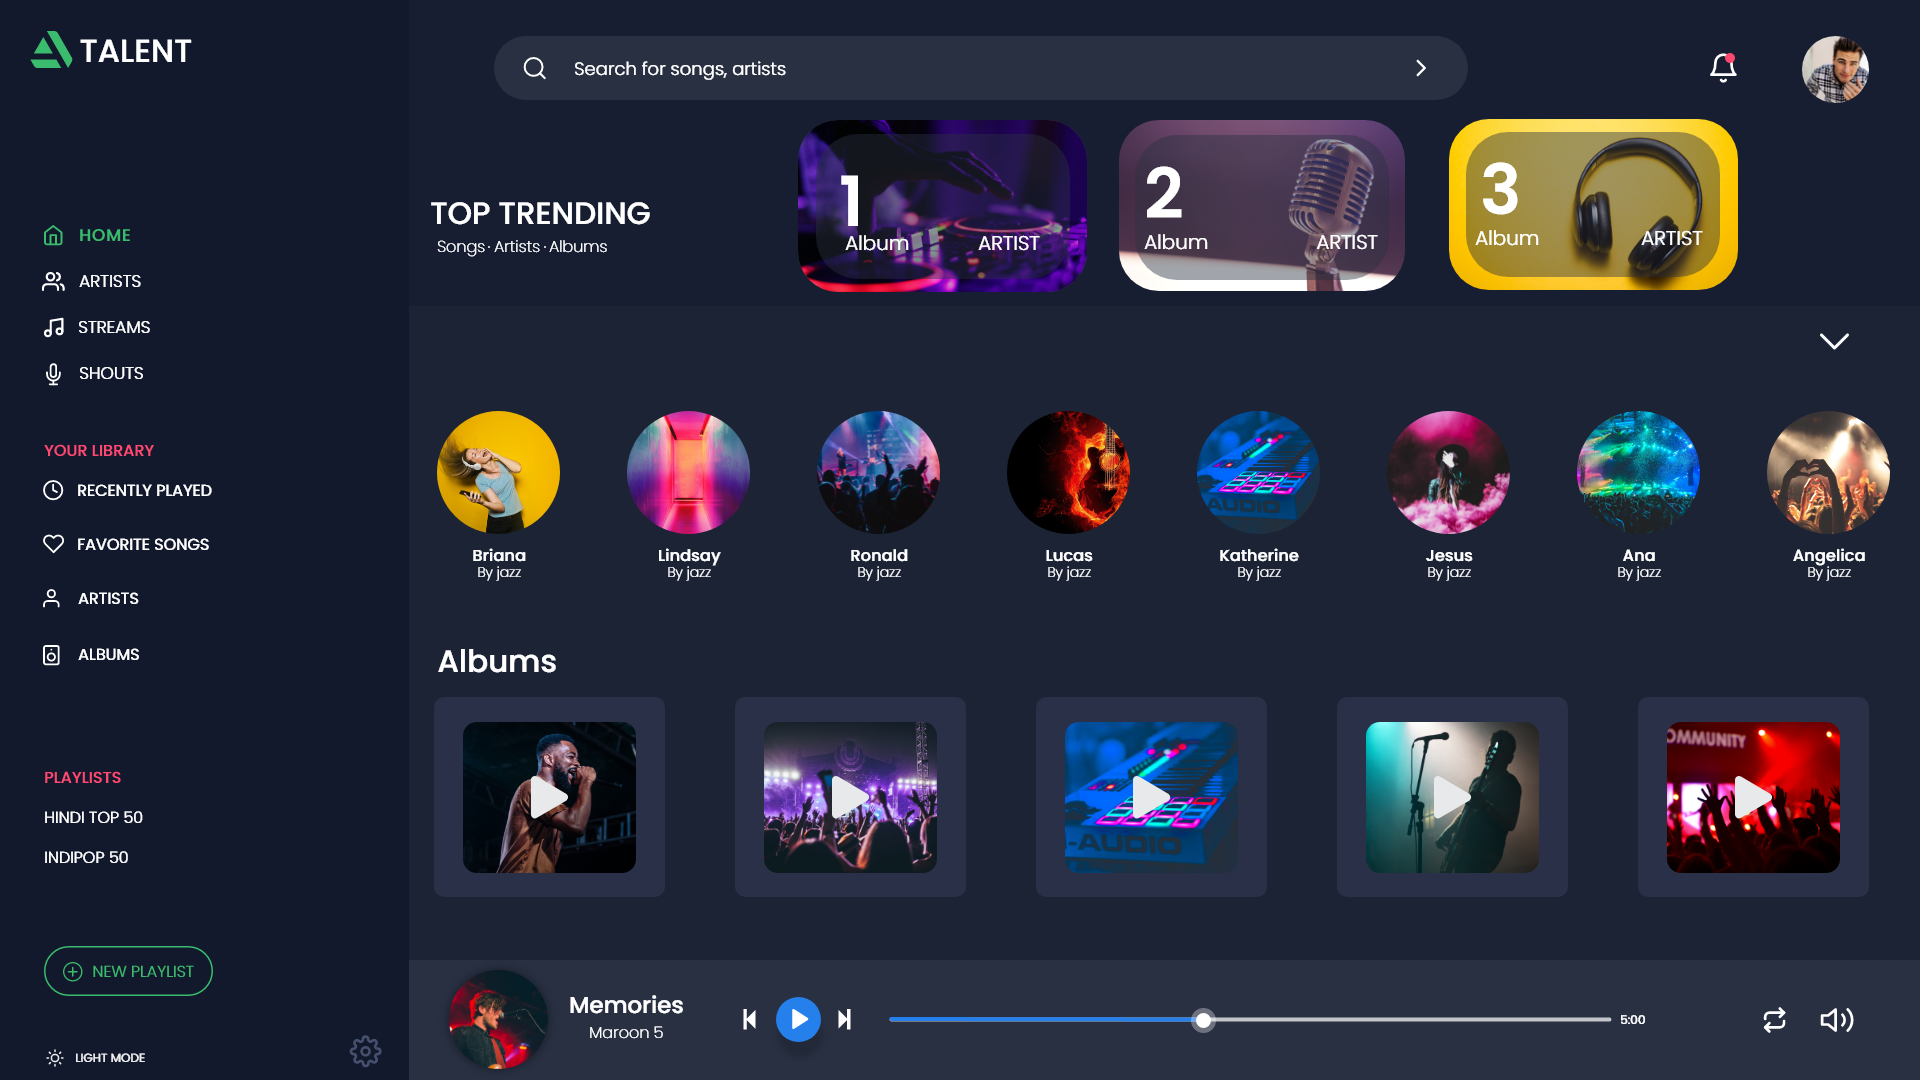 TALENT
Search for songs, artists
HOME
ARTISTS
STREAMS
SHOUTS
YOUR LIBRARY
RECENTLY PLAYED
FAVORITE SONGS
ARTISTS
ALBUMS
PLAYLISTS
HINDI TOP 50
INDIPOP 50
NEW PLAYLIST
LIGHT MODE
TOP TRENDING
Songs · Artists · Albums
1
Album ARTIST
2
Album ARTIST
3
Album ARTIST
AUDIO
Briana
By jazz
Lindsay
By jazz
Ronald
By jazz
Lucas
By jazz
Katherine
By jazz
Jesus
By jazz
Ana
By jazz
Angelica
By jazz
Albums
-AUDIO
OMMUNITY
Memories
Maroon 5
5:00